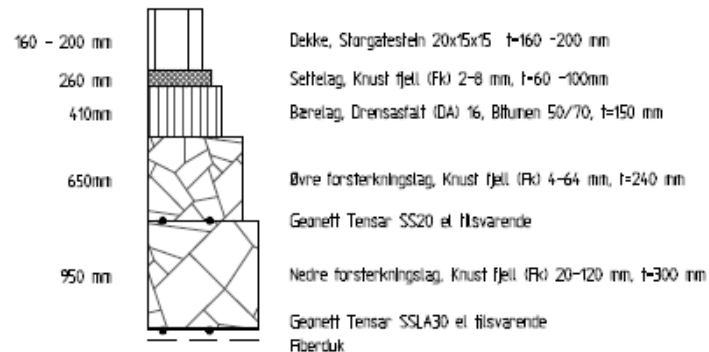 160 - 200 mm Dekke, Storgatestein 20x15x15 t=160 -200 mm
260 mm Settelag, Knust fjell (Fk) 2-8 mm, t=60 -100mm
410mm Bærelag, Drensasfalt (DA) 16, Bitumen 50/70, t=150 mm
650mm Øvre forsterkningslag, Knust fjell (Fk) 4-64 mm, t=240 mm
Geonett Tensar SS20 el tilsvarende
950 mm Nedre forsterkningslag, Knust fjell (Fk) 20-120 mm, t=300 mm
Geonett Tensar SSLA30 el tilsvarende
Fiberduk